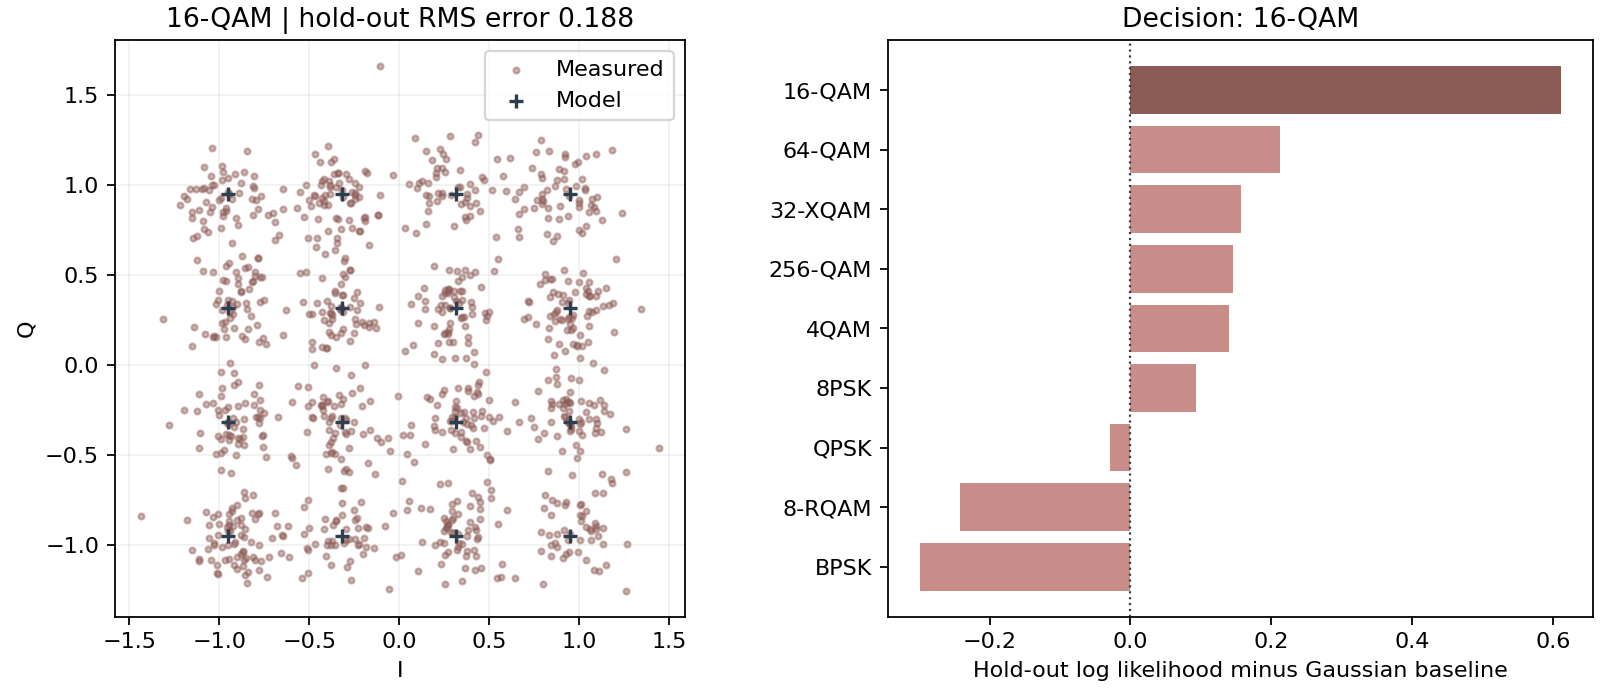 16-QAM | hold-out RMS error 0.188
Measured
Model
1.5
1.0
0.5
0.0
−0.5
−1.0
Q
−1.5
−1.0
−0.5
0.0
0.5
1.0
1.5
I
Decision: 16-QAM
16-QAM
64-QAM
32-XQAM
256-QAM
4QAM
8PSK
QPSK
8-RQAM
BPSK
−0.2
0.0
0.2
0.4
0.6
Hold-out log likelihood minus Gaussian baseline